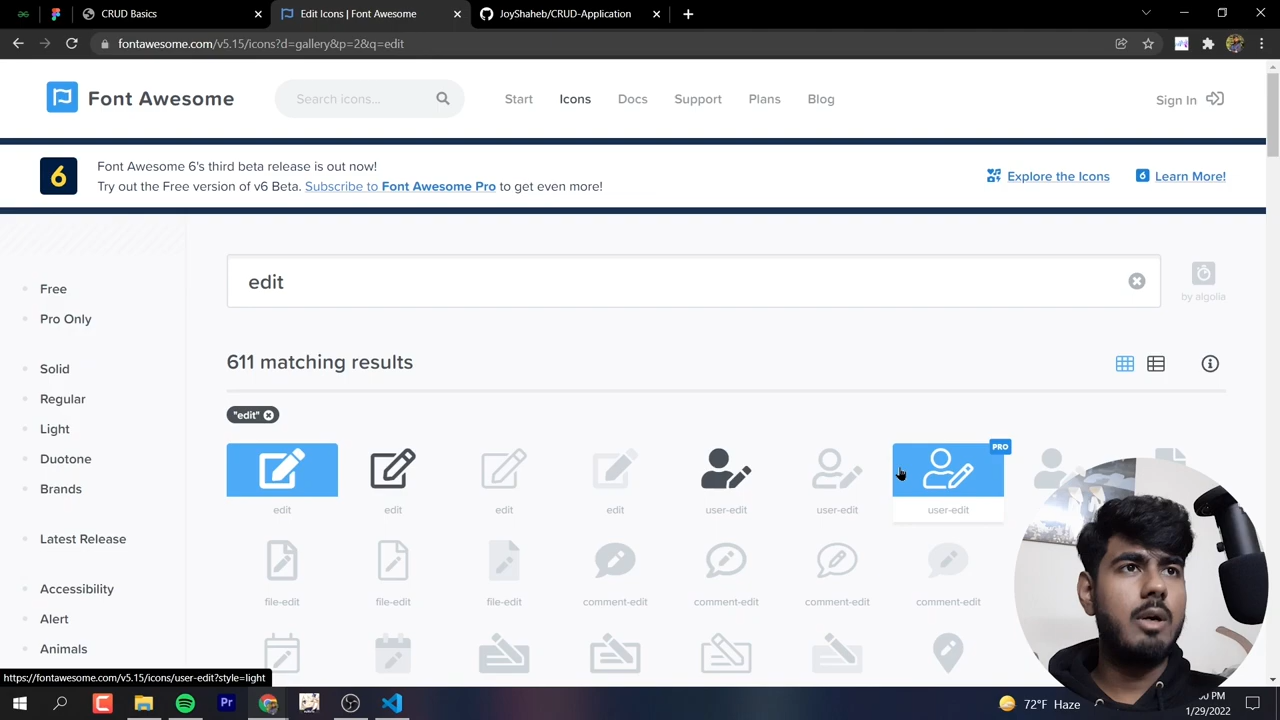 CRUD Basics
Edit Icons | Font Awesome
JoyShaheb/CRUD-Application
fontawesome.com/v5.15/icons?d=gallery&p=2&q=edit
Font Awesome
Search icons...
Start
Icons
Docs
Support
Plans
Blog
Sign In
6
Font Awesome 6's third beta release is out now!
Try out the Free version of v6 Beta. Subscribe to Font Awesome Pro to get even more!
Explore the Icons
6
Learn More!
Free
Pro Only
Solid
Regular
Light
Duotone
Brands
Latest Release
Accessibility
Alert
Animals
edit
by algolia
611 matching results
"edit"
PRO
edit
edit
edit
edit
user-edit
user-edit
user-edit
file-edit
file-edit
file-edit
comment-edit
comment-edit
comment-edit
comment-edit
https://fontawesome.com/v5.15/icons/user-edit?style=light
Pr
72°F Haze
PM
1/29/2022